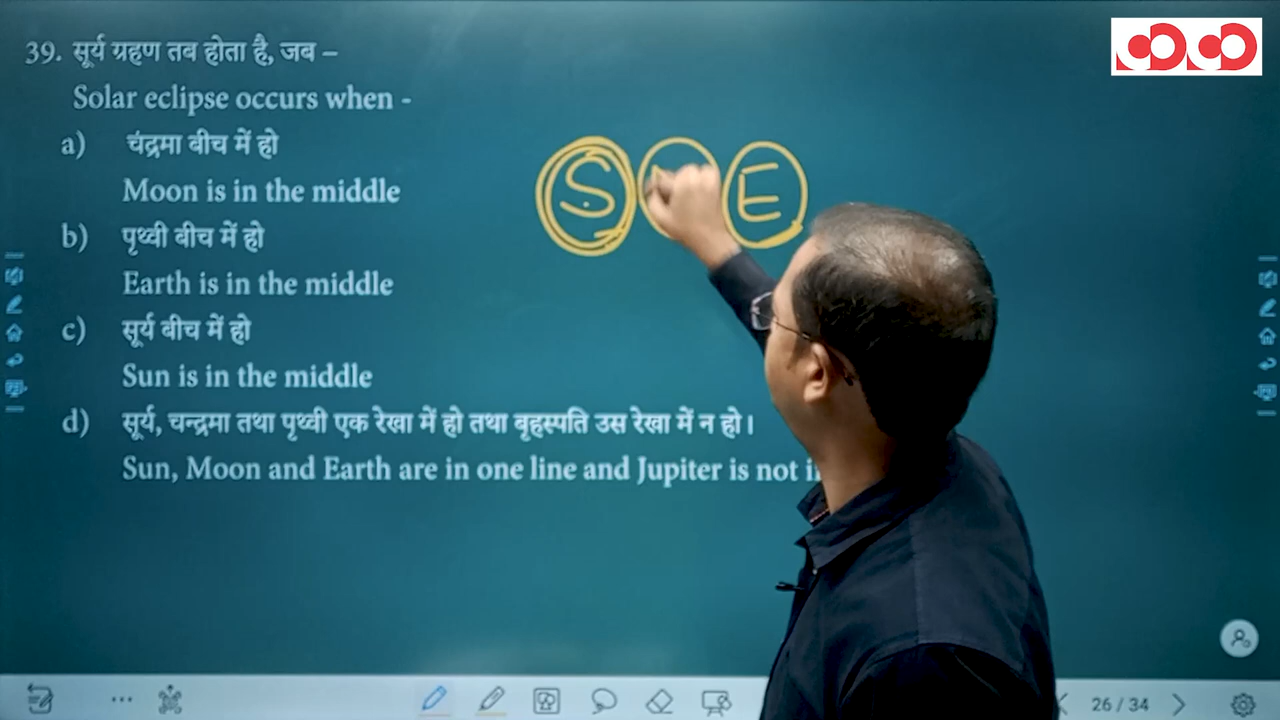 39. सूर्य ग्रहण तब होता है, जब –
Solar eclipse occurs when -
a) चंद्रमा बीच में हो
Moon is in the middle
b) पृथ्वी बीच में हो
Earth is in the middle
c) सूर्य बीच में हो
Sun is in the middle
d) सूर्य, चन्द्रमा तथा पृथ्वी एक रेखा में हो तथा बृहस्पति उस रेखा में न हो।
Sun, Moon and Earth are in one line and Jupiter is not
S E
26 / 34